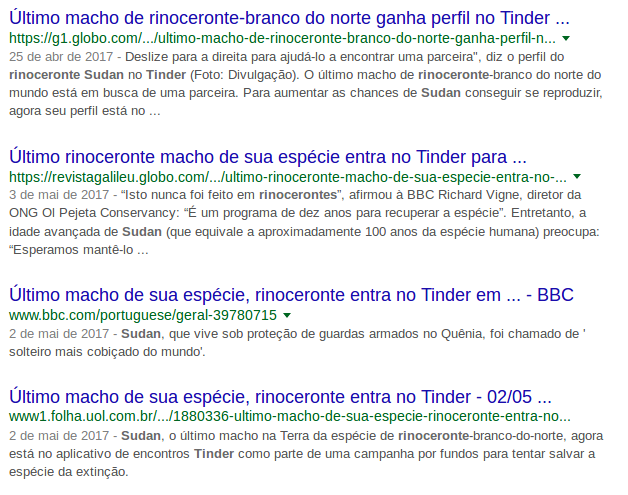 Último macho de rinoceronte-branco do norte ganha perfil no Tinder ...
https://g1.globo.com/.../ultimo-macho-de-rinoceronte-branco-do-norte-ganha-perfil-n...
25 de abr de 2017 - Deslize para a direita para ajudá-lo a encontrar uma parceira", diz o perfil do
rinoceronte Sudan no Tinder (Foto: Divulgação). O último macho de rinoceronte-branco do norte do
mundo está em busca de uma parceira. Para aumentar as chances de Sudan conseguir se reproduzir,
agora seu perfil está no ...
Último rinoceronte macho de sua espécie entra no Tinder para ...
https://revistagalileu.globo.com/.../ultimo-rinoceronte-macho-de-sua-especie-entra-no-...
3 de mai de 2017 - “Isto nunca foi feito em rinocerontes”, afirmou à BBC Richard Vigne, diretor da
ONG Ol Pejeta Conservancy: “É um programa de dez anos para recuperar a espécie”. Entretanto, a
idade avançada de Sudan (que equivale a aproximadamente 100 anos da espécie humana) preocupa:
“Esperamos mantê-lo ...
Último macho de sua espécie, rinoceronte entra no Tinder em ... - BBC
www.bbc.com/portuguese/geral-39780715
2 de mai de 2017 - Sudan, que vive sob proteção de guardas armados no Quênia, foi chamado de '
solteiro mais cobiçado do mundo'.
Último macho de sua espécie, rinoceronte entra no Tinder - 02/05 ...
www1.folha.uol.com.br/.../1880336-ultimo-macho-de-sua-especie-rinoceronte-entra-no...
2 de mai de 2017 - Sudan, o último macho na Terra da espécie de rinoceronte-branco-do-norte, agora
está no aplicativo de encontros Tinder como parte de uma campanha por fundos para tentar salvar a
espécie da extinção.